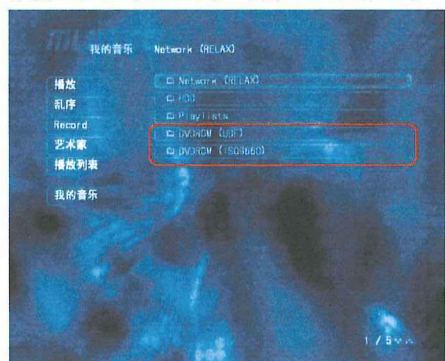 我的音乐 Network (RELAX)
播放
乱序
Record
艺术家
播放列表
我的音乐
Network (RELAX)
HDD
Playlists
DVDROM (UDF)
DVDROM (ISO9660)
1 / 5